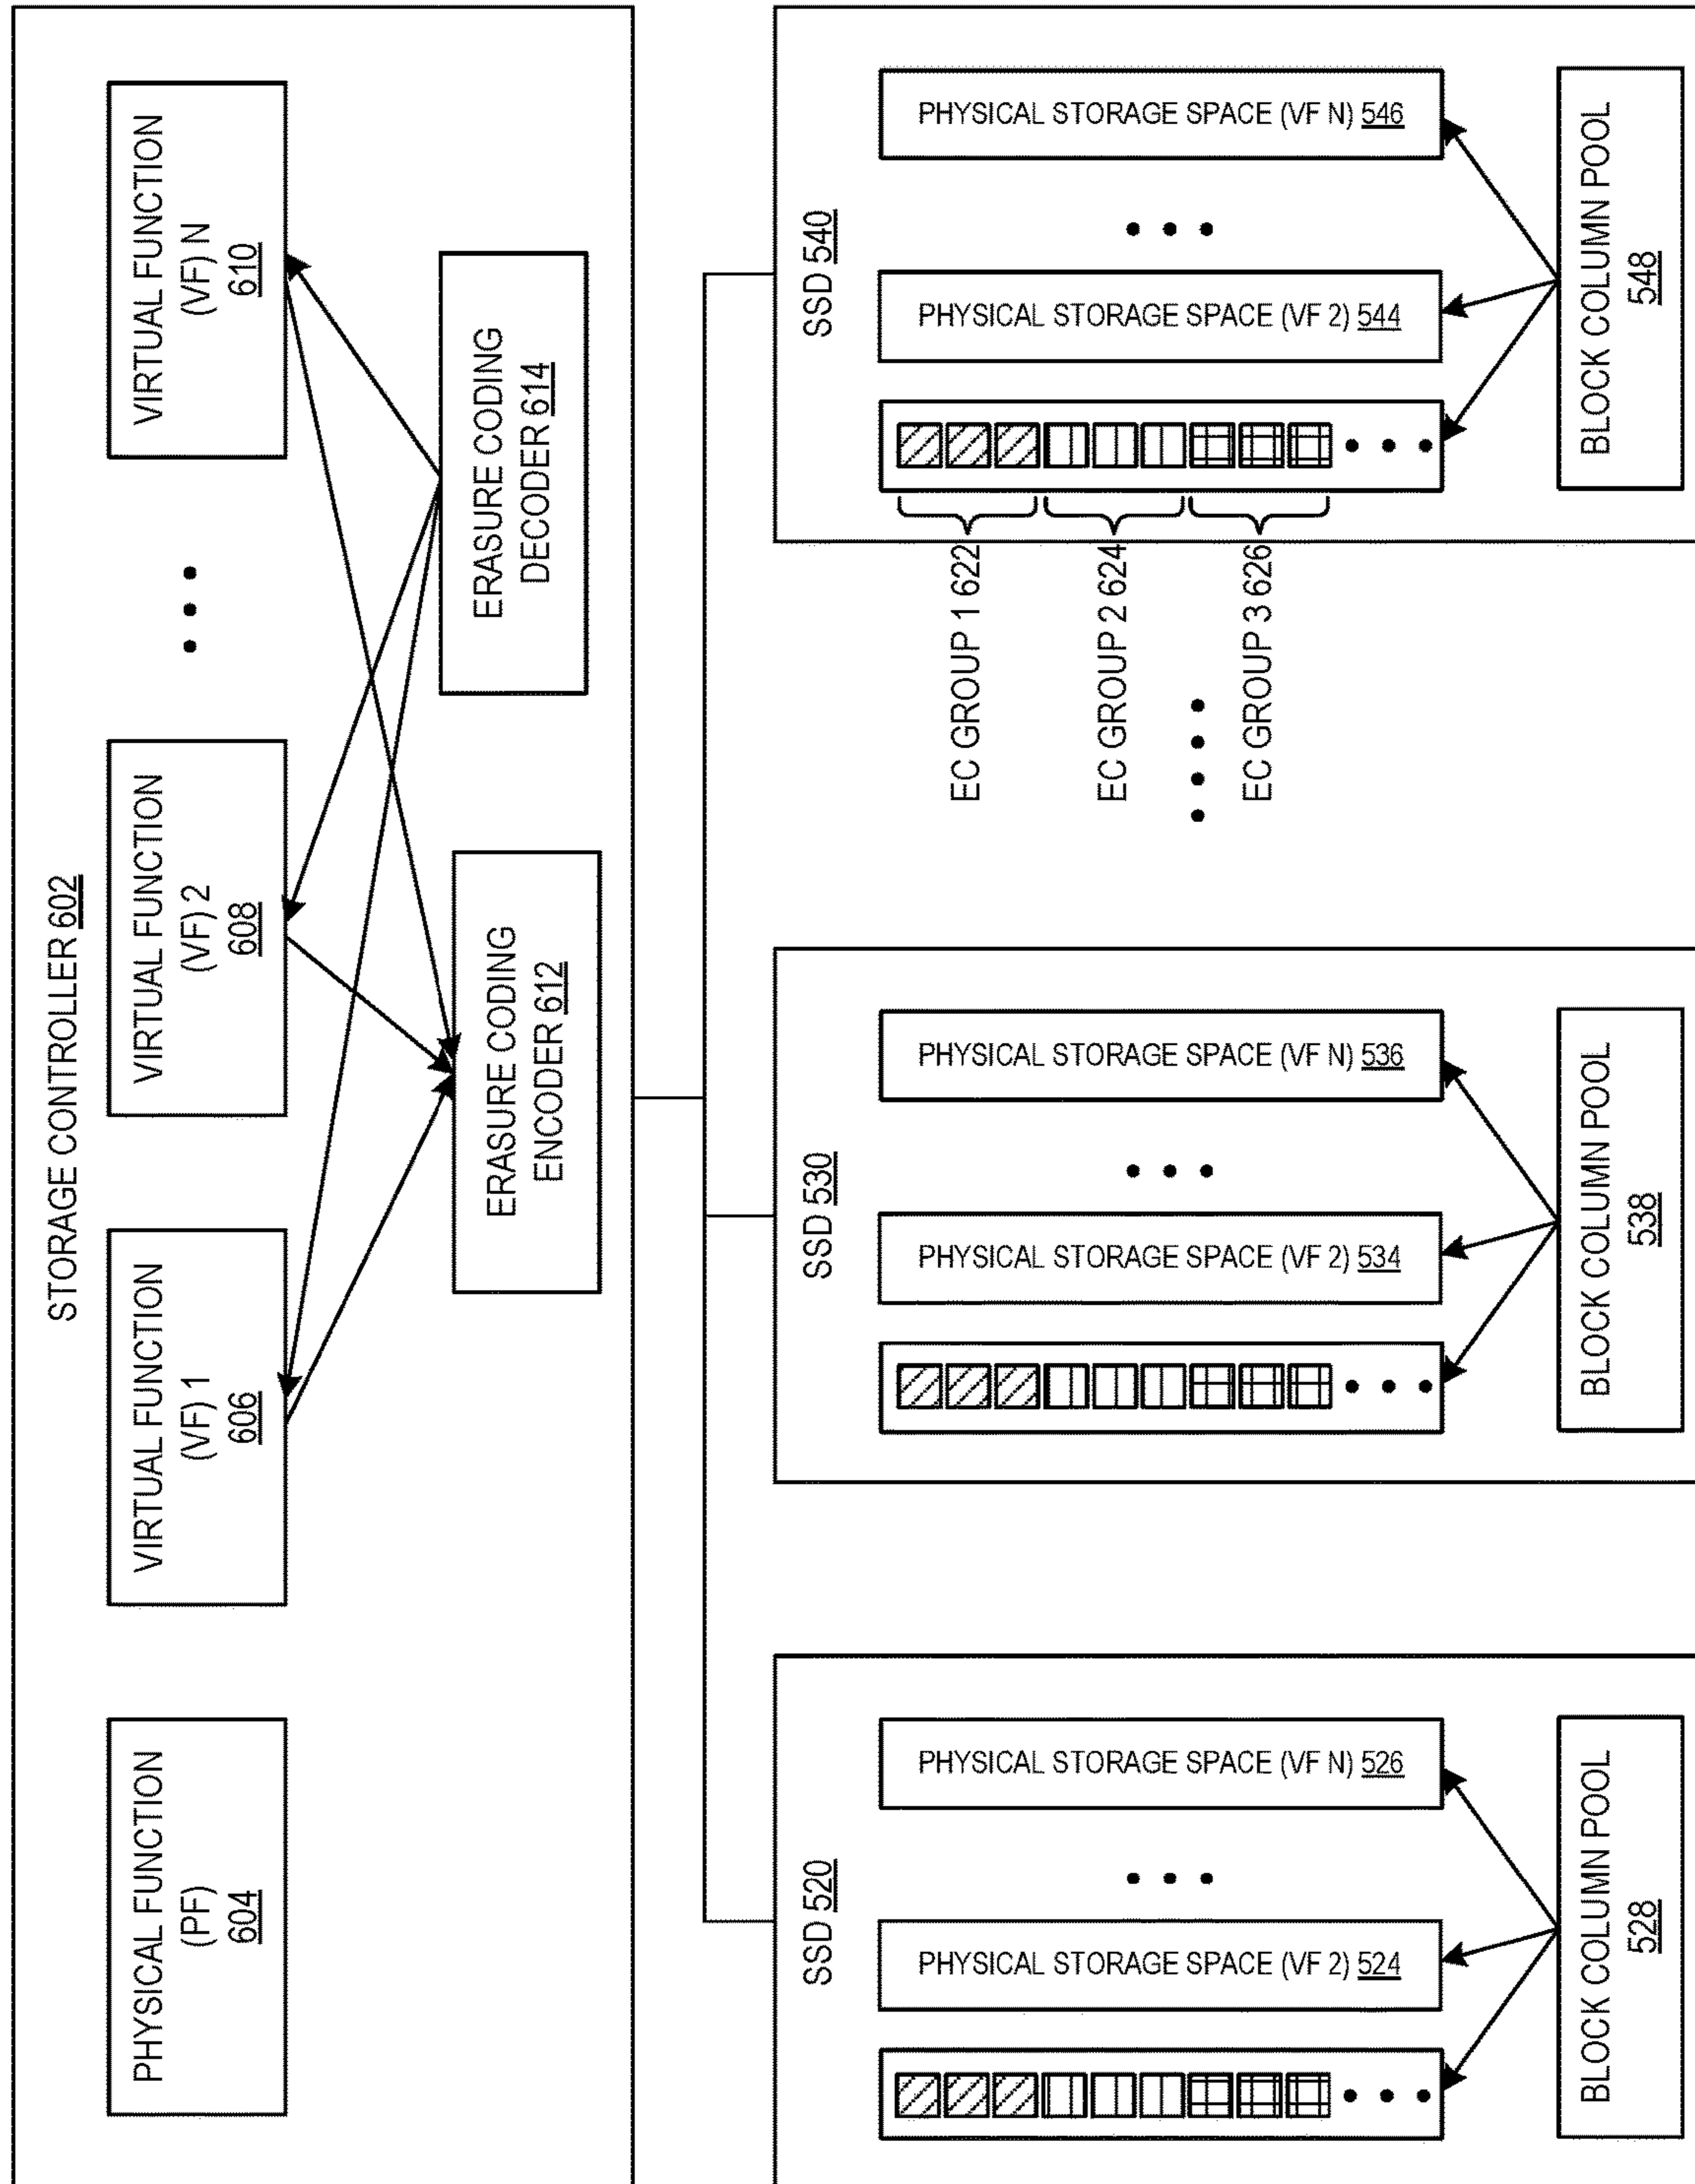 STORAGE CONTROLLER 602
PHYSICAL FUNCTION
(PF)
604
VIRTUAL FUNCTION
(VF) 1
606
VIRTUAL FUNCTION
(VF) 2
608
VIRTUAL FUNCTION
(VF) N
610
ERASURE CODING
ENCODER 612
ERASURE CODING
DECODER 614
SSD 520
PHYSICAL STORAGE SPACE (VF 2) 524
PHYSICAL STORAGE SPACE (VF N) 526
BLOCK COLUMN POOL
528
SSD 530
PHYSICAL STORAGE SPACE (VF 2) 534
PHYSICAL STORAGE SPACE (VF N) 536
BLOCK COLUMN POOL
538
EC GROUP 1 622
EC GROUP 2 624
EC GROUP 3 626
SSD 540
PHYSICAL STORAGE SPACE (VF 2) 544
PHYSICAL STORAGE SPACE (VF N) 546
BLOCK COLUMN POOL
548